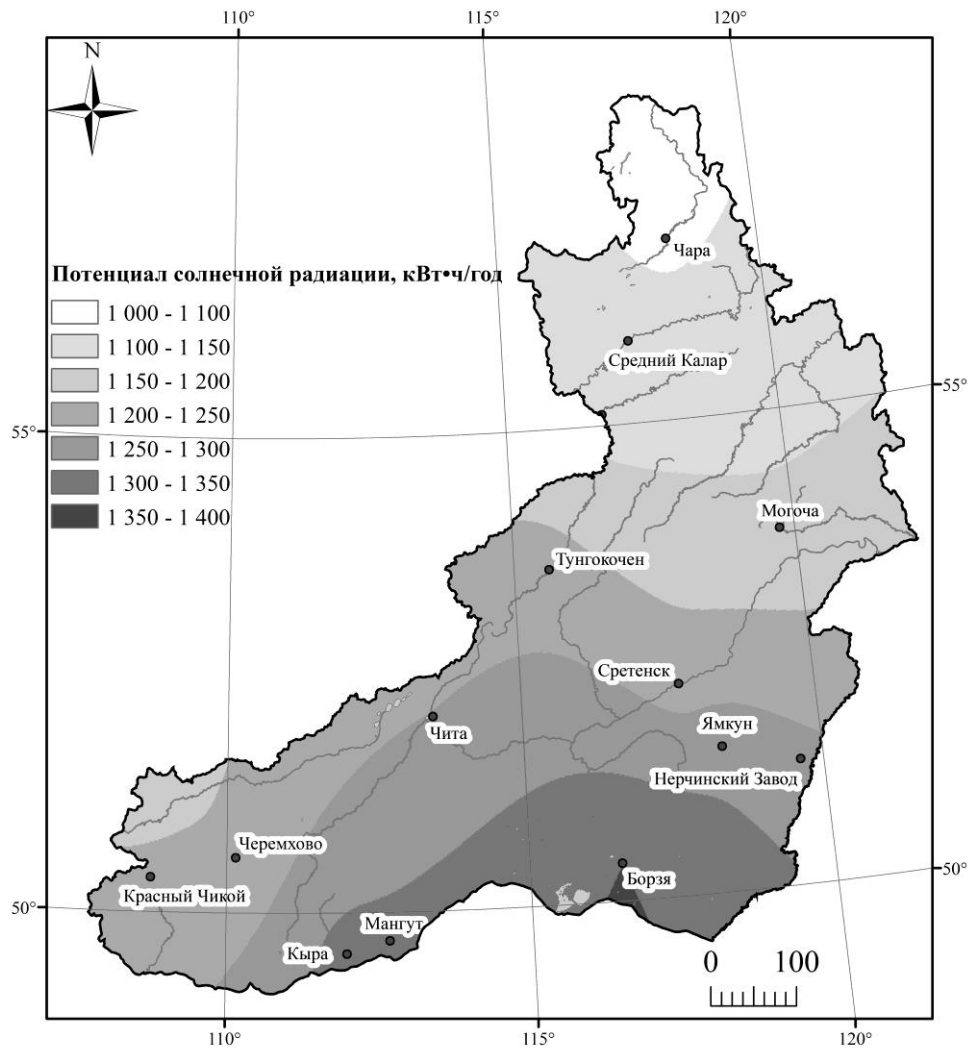 110°
115°
120°
N
Чара
Потенциал солнечной радиации, кВт•ч/год
1 000 - 1 100
1 100 - 1 150
1 150 - 1 200
1 200 - 1 250
1 250 - 1 300
1 300 - 1 350
1 350 - 1 400
Средний Калар
55°
55°
Могоча
Тунгокочен
Сретенск
Ямкун
Чита
Нерчинский Завод
Черемхово
Борзя
50°
Красный Чикой
50°
Мангут
Кыра
0 100
110°
115°
120°